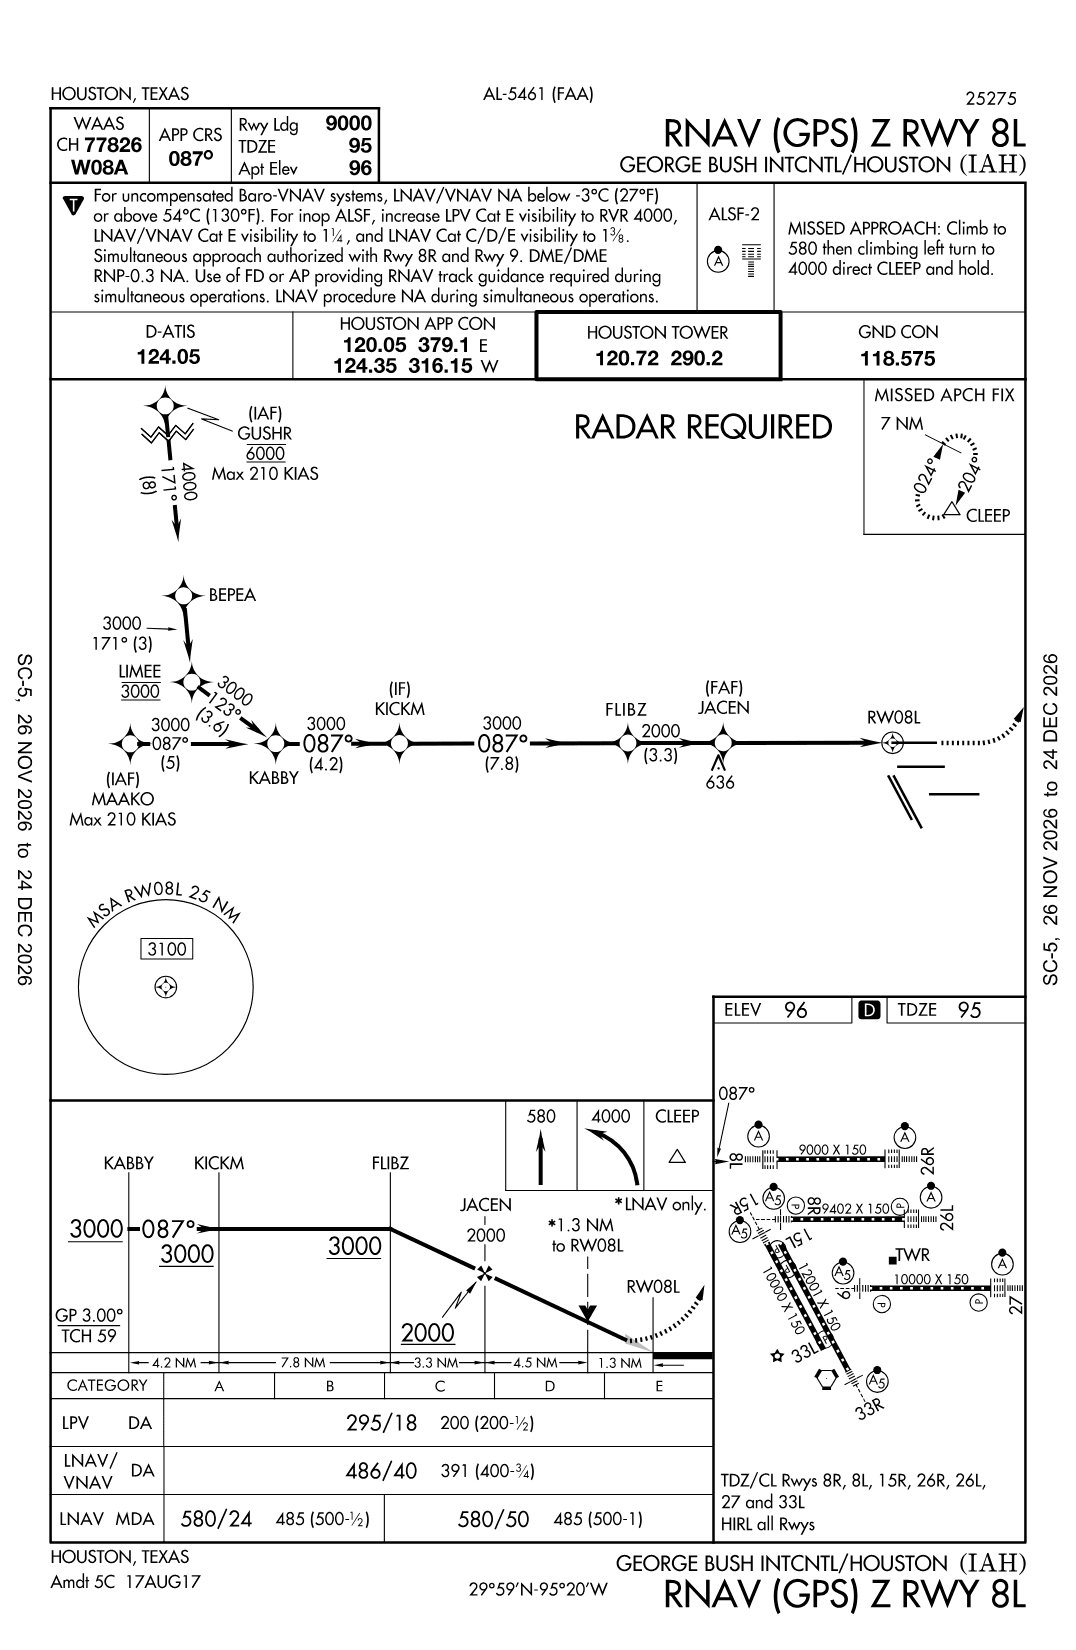 HOUSTON, TEXAS
AL-5461 (FAA)
25275
WAAS
CH 77826
W08A
APP CRS
087°
Rwy Ldg 9000
TDZE 95
Apt Elev 96
RNAV (GPS) Z RWY 8L
GEORGE BUSH INTCNTL/HOUSTON (IAH)
T
For uncompensated Baro-VNAV systems, LNAV/VNAV NA below -3°C (27°F)
or above 54°C (130°F). For inop ALSF, increase LPV Cat E visibility to RVR 4000,
LNAV/VNAV Cat E visibility to 1¼, and LNAV Cat C/D/E visibility to 1⅜.
Simultaneous approach authorized with Rwy 8R and Rwy 9. DME/DME
RNP-0.3 NA. Use of FD or AP providing RNAV track guidance required during
simultaneous operations. LNAV procedure NA during simultaneous operations.
ALSF-2
A
MISSED APPROACH: Climb to
580 then climbing left turn to
4000 direct CLEEP and hold.
D-ATIS
124.05
HOUSTON APP CON
120.05 379.1 E
124.35 316.15 W
HOUSTON TOWER
120.72 290.2
GND CON
118.575
RADAR REQUIRED
MISSED APCH FIX
7 NM
024°
204°
CLEEP
(IAF)
GUSHR
6000
Max 210 KIAS
4000
171°
(8)
BEPEA
3000
171° (3)
LIMEE
3000
3000
123°
(3.6)
3000
087°
(5)
(IAF)
MAAKO
Max 210 KIAS
KABBY
3000
087°
(4.2)
(IF)
KICKM
3000
087°
(7.8)
FLIBZ
2000
(3.3)
(FAF)
JACEN
636
RW08L
MSA RW08L 25 NM
3100
SC-5, 26 NOV 2026 to 24 DEC 2026
SC-5, 26 NOV 2026 to 24 DEC 2026
ELEV 96
D
TDZE 95
087°
A
A
8L
9000 X 150
26R
15R
A5
P
8R
9402 X 150
P
A
26L
A5
15L
TWR
A5
9
10000 X 150
A
P
P
27
10000 X 150
12001 X 150
33L
33R
A5
TDZ/CL Rwys 8R, 8L, 15R, 26R, 26L,
27 and 33L
HIRL all Rwys
580
4000
CLEEP
KABBY
KICKM
FLIBZ
JACEN
2000
*LNAV only.
*1.3 NM
to RW08L
RW08L
3000
087°
3000
3000
2000
GP 3.00°
TCH 59
4.2 NM
7.8 NM
3.3 NM
4.5 NM
1.3 NM
CATEGORY A B C D E
LPV DA 295/18 200 (200-½)
LNAV/
VNAV DA 486/40 391 (400-¾)
LNAV MDA 580/24 485 (500-½) 580/50 485 (500-1)
HOUSTON, TEXAS
Amdt 5C 17AUG17
29°59'N-95°20'W
GEORGE BUSH INTCNTL/HOUSTON (IAH)
RNAV (GPS) Z RWY 8L